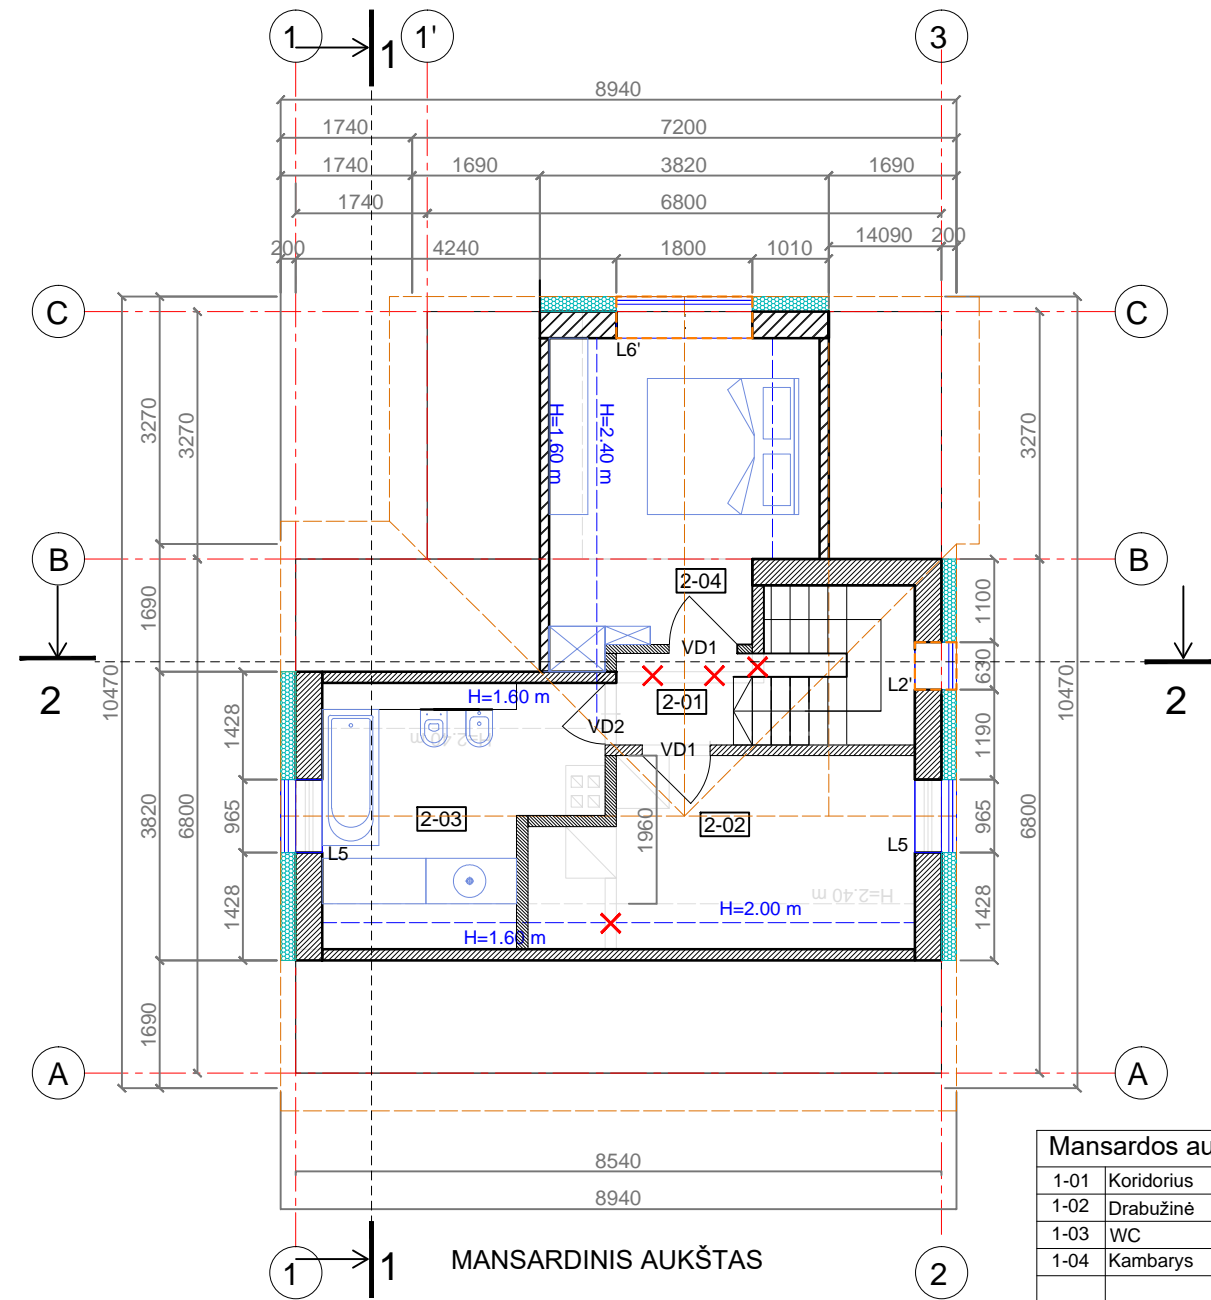 1 1 1' 3
8940
1740 7200
1740 1690 3820 1690
1740 6800
14090 200
200 4240 1800 1010
C C
L6'
3270 3270 3270
H=1.60 m H=2.40 m
B B
2-04
1690 1100
VD1
2 L2' 630 2
10470 10470
H=1.60 m 2-01
1428 VD2 1190
H=2.40 m VD1
3820 6800 965 2-03 1960 2-02 965 6800
L5 L5
H=2.40 m
1428 H=2.00 m 1428
H=1.60 m
1690
A A
8540
8940
1 1 MANSARDINIS AUKŠTAS 2
Mansardos au
1-01 Koridorius
1-02 Drabužinė
1-03 WC
1-04 Kambarys